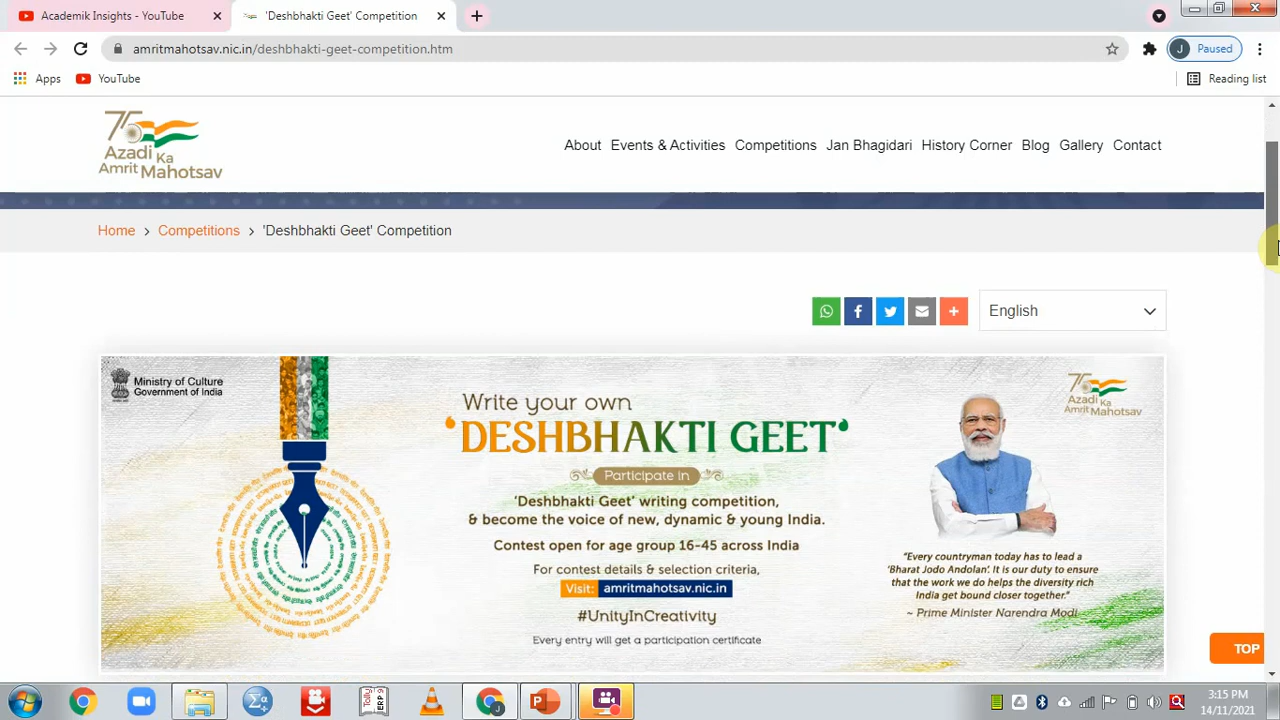 Academik Insights - YouTube
'Deshbhakti Geet' Competition
amritmahotsav.nic.in/deshbhakti-geet-competition.htm
J Paused
Apps YouTube
Reading list
75
Azadi Ka
Amrit Mahotsav
About Events & Activities Competitions Jan Bhagidari History Corner Blog Gallery Contact
Home > Competitions > 'Deshbhakti Geet' Competition
English
Ministry of Culture
Government of India
Write your own
'DESHBHAKTI GEET'
Participate in
'Deshbhakti Geet' writing competition,
& become the voice of new, dynamic & young India.
Contest open for age group 16-45 across India
For contest details & selection criteria,
Visit: amritmahotsav.nic.in
#UnityInCreativity
Every entry will get a participation certificate
75
Azadi Ka
Amrit Mahotsav
"Every countryman today has to lead a
'Bharat Jodo Andolan'. It is our duty to ensure
that the work we do helps the diversity rich
India get bound closer together."
~ Prime Minister Narendra Modi
TOP
3:15 PM
14/11/2021